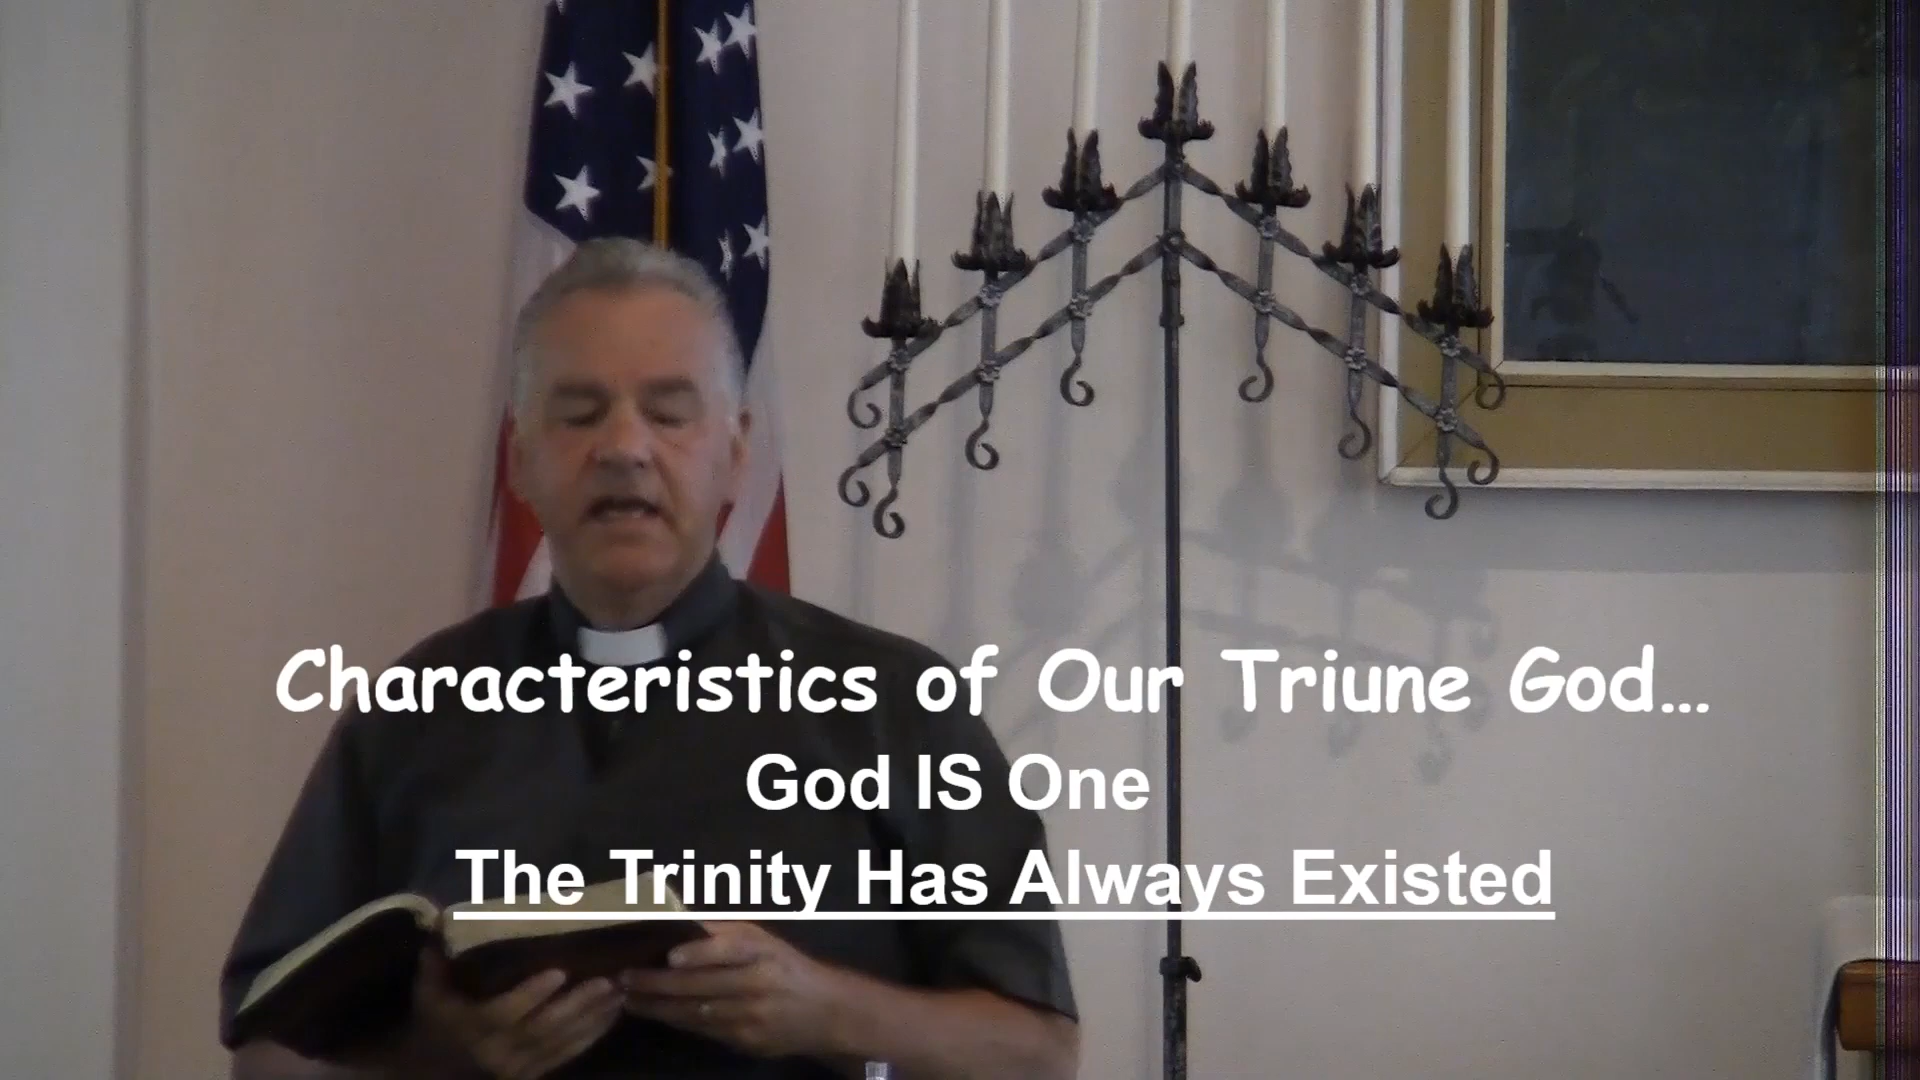 Characteristics of Our Triune God...
God IS One
The Trinity Has Always Existed